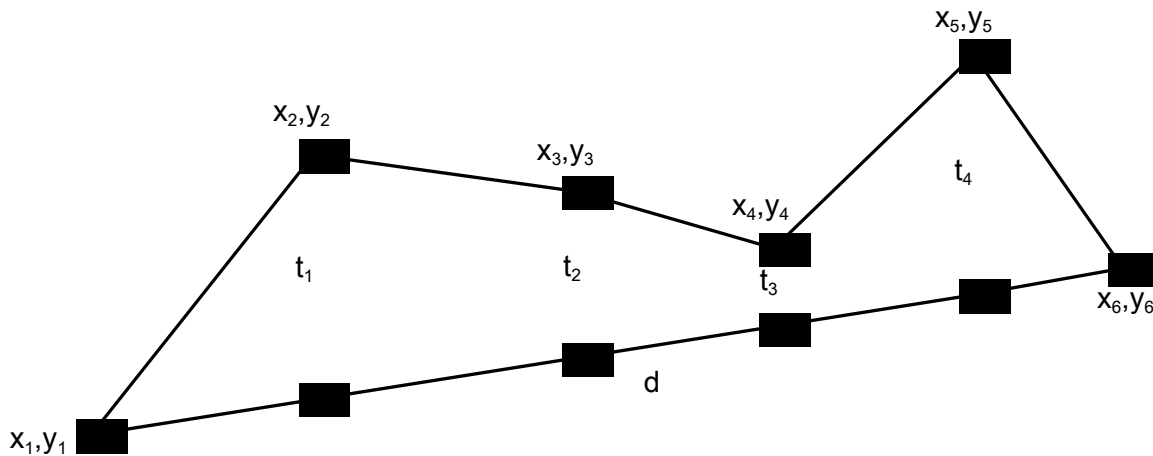 x₅,y₅
x₂,y₂
x₃,y₃
t₄
x₄,y₄
t₁
t₂
t₃
x₆,y₆
d
x₁,y₁